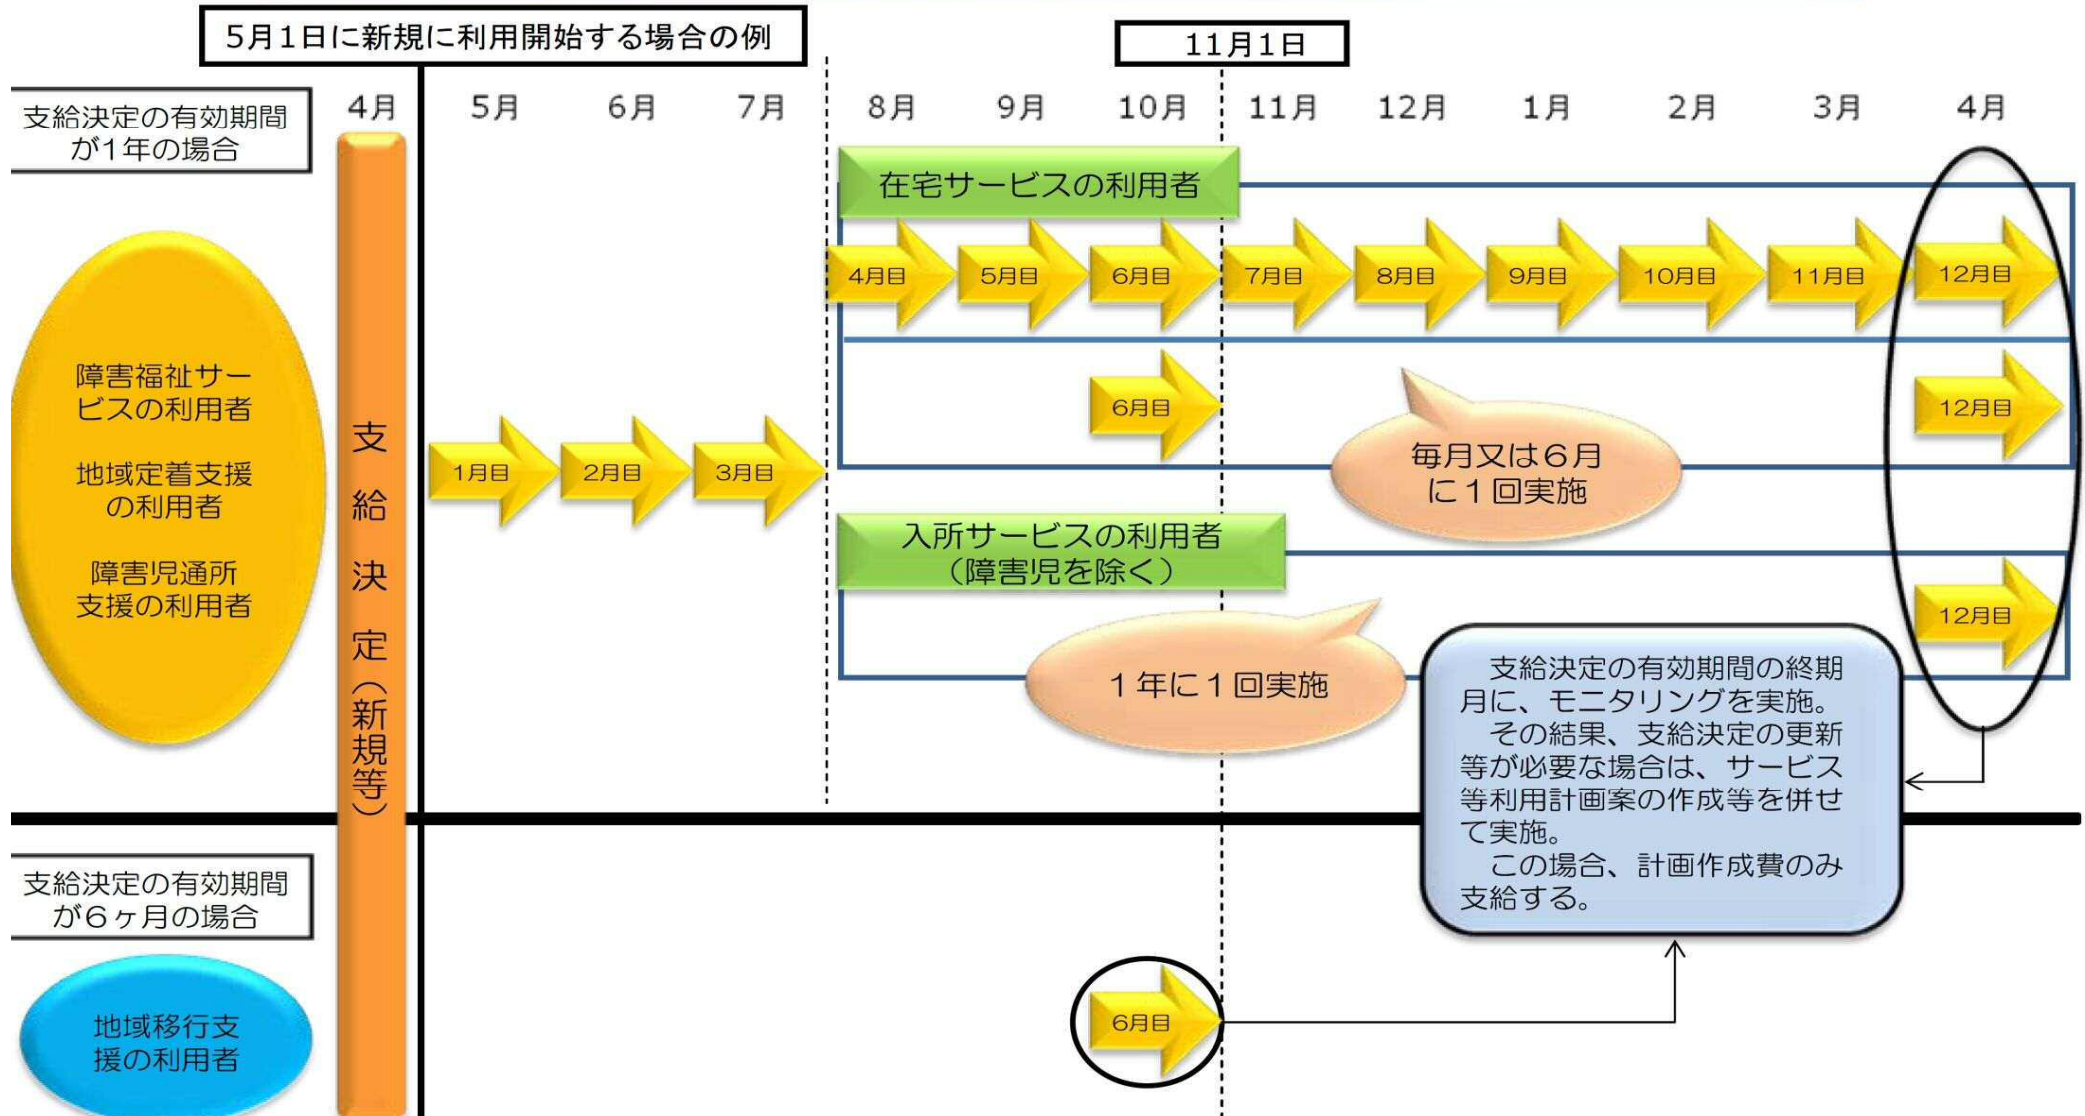 5月1日に新規に利用開始する場合の例
11月1日
支給決定の有効期間
が1年の場合
4月
5月
6月
7月
8月
9月
10月
11月
12月
1月
2月
3月
4月
障害福祉サー
ビスの利用者
地域定着支援
の利用者
障害児通所
支援の利用者
支給決定（新規等）
1月目
2月目
3月目
在宅サービスの利用者
4月目
5月目
6月目
7月目
8月目
9月目
10月目
11月目
12月目
6月目
12月目
毎月又は６月
に１回実施
入所サービスの利用者
（障害児を除く）
12月目
１年に１回実施
支給決定の有効期間の終期
月に、モニタリングを実施。
その結果、支給決定の更新
等が必要な場合は、サービス
等利用計画案の作成等を併せ
て実施。
この場合、計画作成費のみ
支給する。
支給決定の有効期間
が６ヶ月の場合
地域移行支
援の利用者
6月目